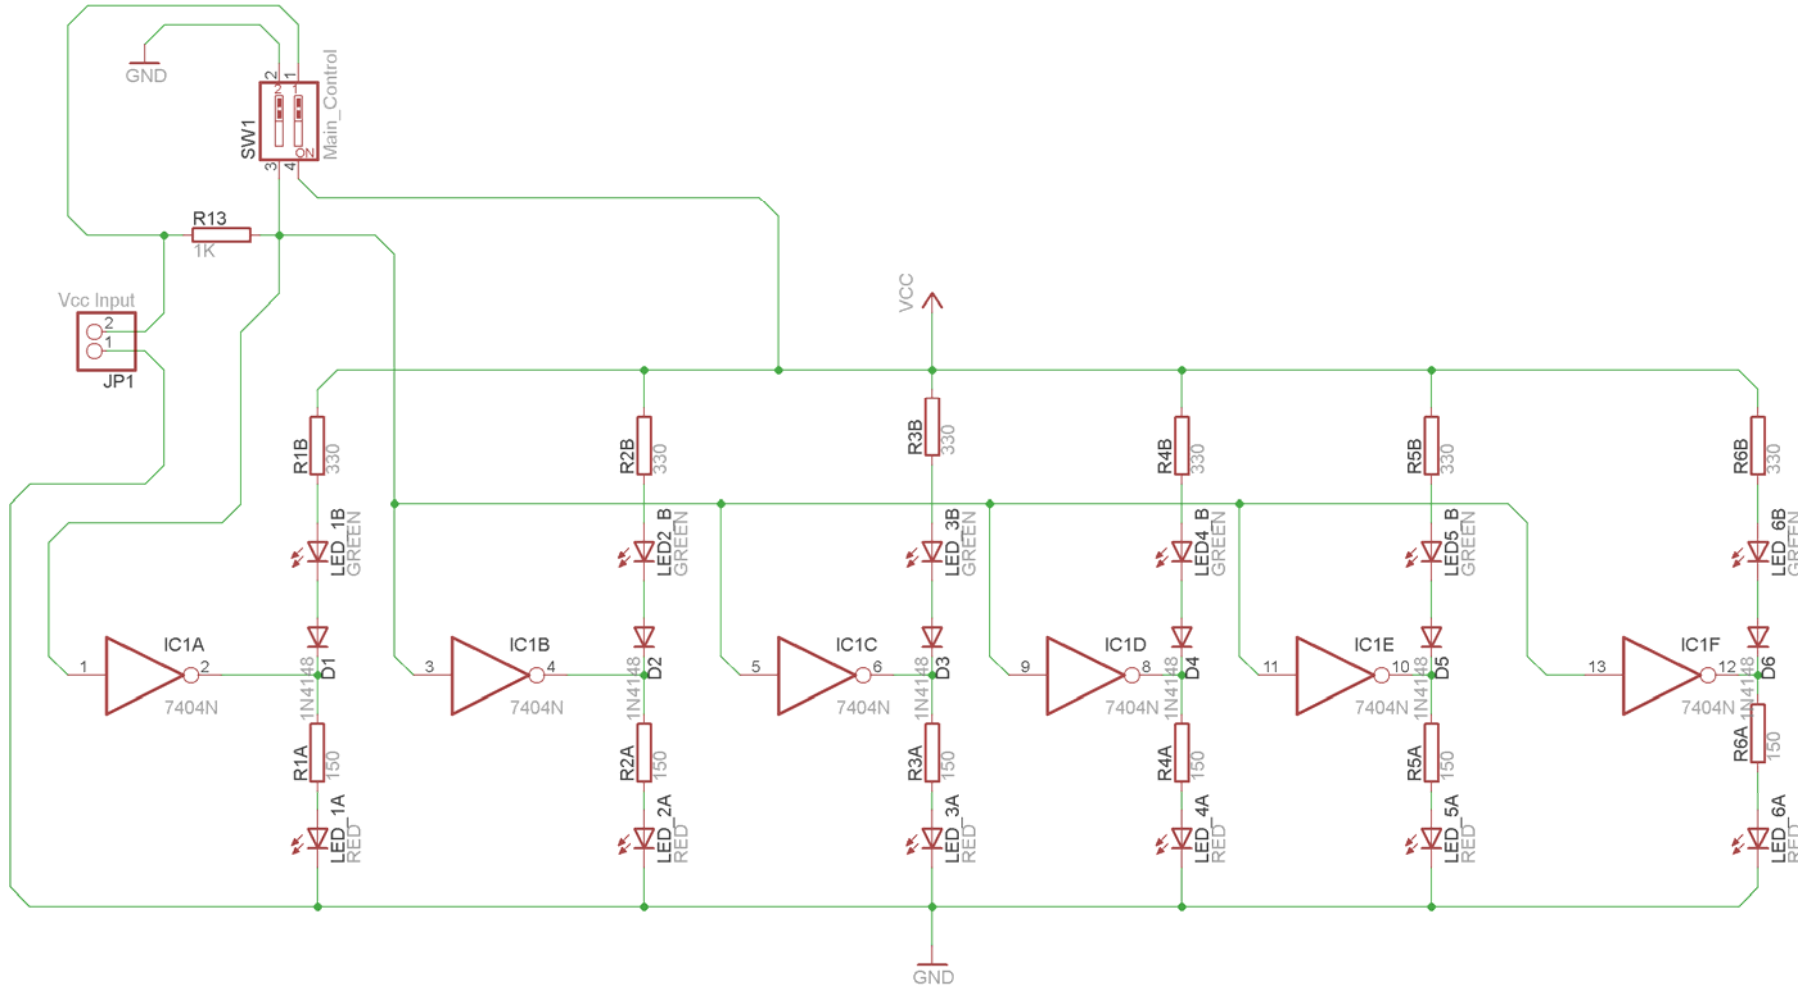 GND
2
1
2
1
SW1
ON
Main_Control
3
4
R13
1K
Vcc Input
2
1
JP1
VCC
R1B
330
R2B
330
R3B
330
R4B
330
R5B
330
R6B
330
LED_1B
GREEN
LED2_B
GREEN
LED_3B
GREEN
LED4_B
GREEN
LED5_B
GREEN
LED_6B
GREEN
1
IC1A
2
7404N
1N4148
D1
3
IC1B
4
7404N
1N4148
D2
5
IC1C
6
7404N
1N4148
D3
9
IC1D
8
7404N
1N4148
D4
11
IC1E
10
7404N
1N4148
D5
13
IC1F
12
7404N
1N4148
D6
R1A
150
R2A
150
R3A
150
R4A
150
R5A
150
R6A
150
LED_1A
RED
LED_2A
RED
LED_3A
RED
LED_4A
RED
LED_5A
RED
LED_6A
RED
GND